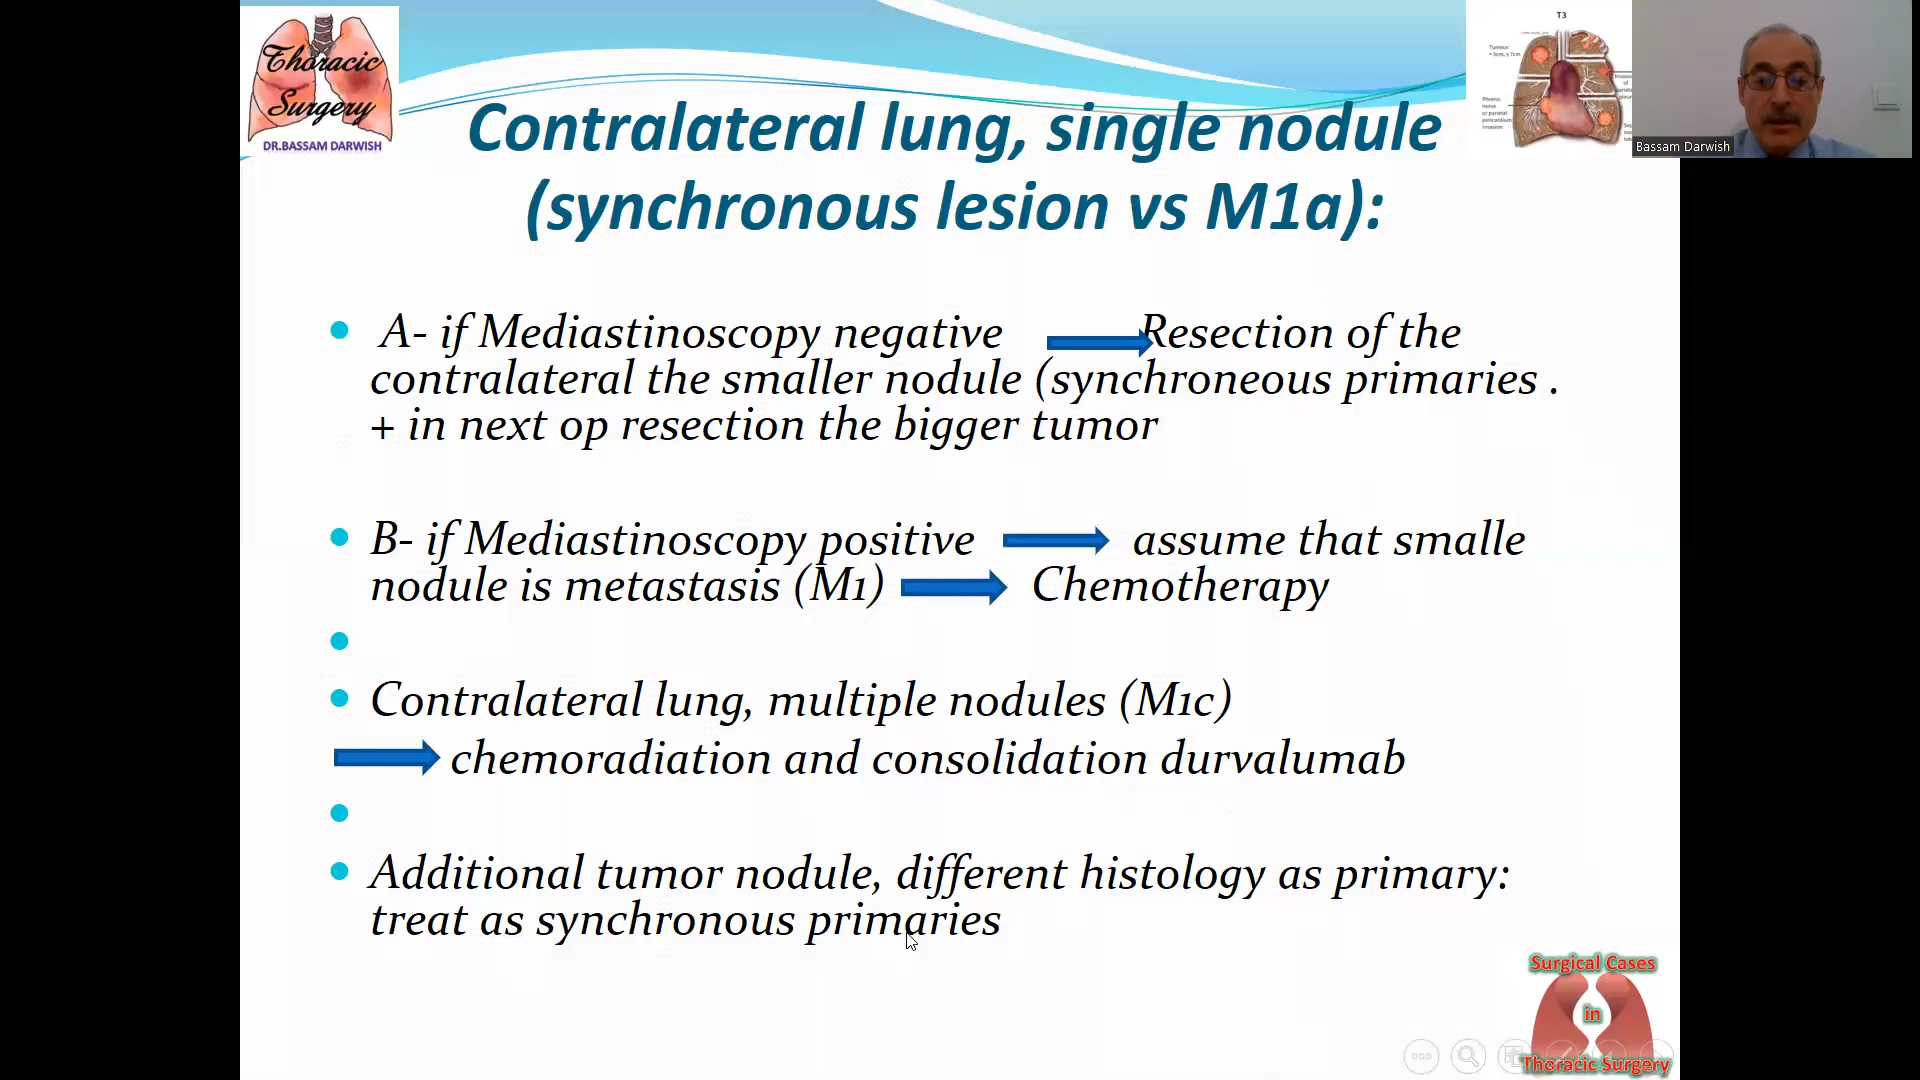 Thoracic
Surgery
DR.BASSAM DARWISH
T3
Bassam Darwish
Contralateral lung, single nodule
(synchronous lesion vs M1a):
A- if Mediastinoscopy negative Resection of the
contralateral the smaller nodule (synchroneous primaries .
+ in next op resection the bigger tumor
B- if Mediastinoscopy positive assume that smalle
nodule is metastasis (M1) Chemotherapy
Contralateral lung, multiple nodules (M1c)
chemoradiation and consolidation durvalumab
Additional tumor nodule, different histology as primary:
treat as synchronous primaries
Surgical Cases
in
Thoracic Surgery